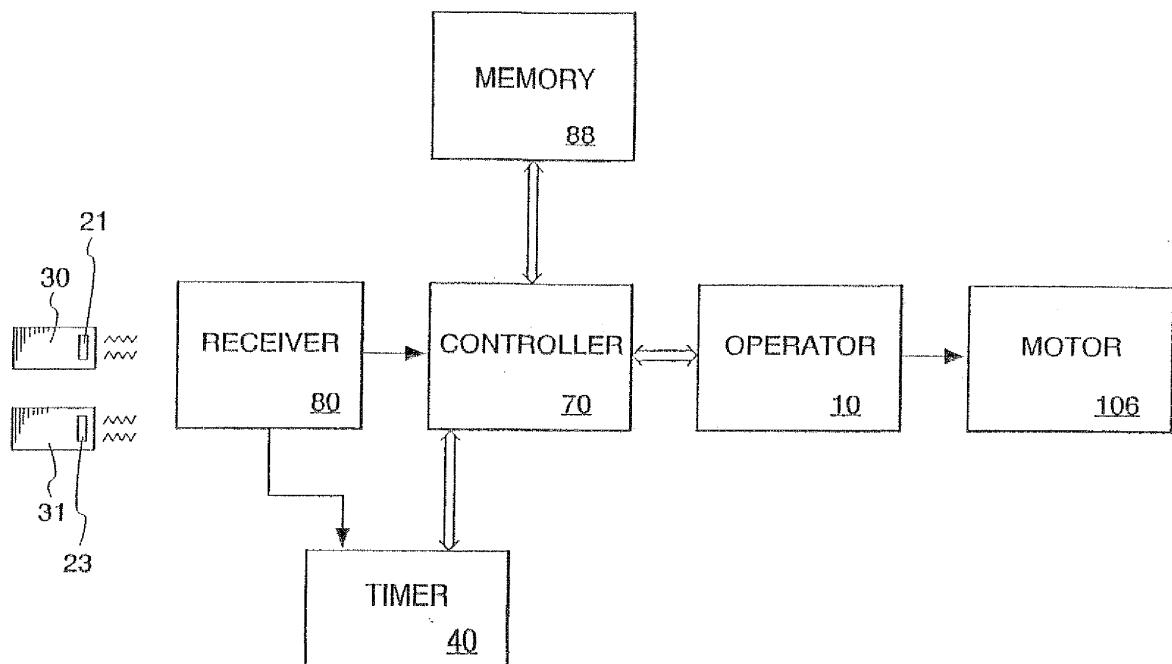 MEMORY
88
21
30
RECEIVER
80
CONTROLLER
70
OPERATOR
10
MOTOR
106
31
23
TIMER
40